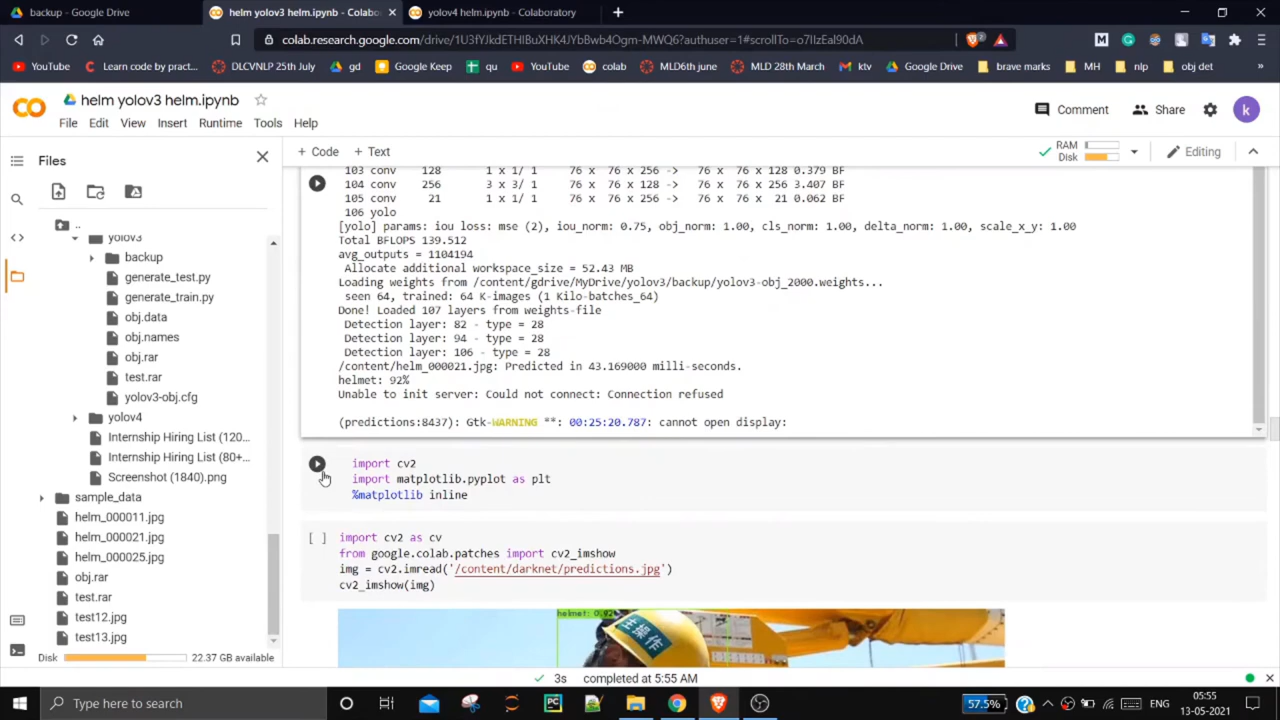 backup - Google Drive
helm yolov3 helm.ipynb - Colabo
yolov4 helm.ipynb - Colaboratory
colab.research.google.com/drive/1U3fYJkdETHIBuXHK4JYbBwb4Ogm-MWQ6?authuser=1#scrollTo=o7lIzEal90dA
YouTube
Learn code by pract...
DLCVNLP 25th July
gd
Google Keep
qu
YouTube
colab
MLD6th june
MLD 28th March
ktv
Google Drive
brave marks
MH
nlp
obj det
helm yolov3 helm.ipynb
Comment
Share
k
File Edit View Insert Runtime Tools Help
Files
+ Code + Text
RAM
Disk
Editing
..
yolov3
backup
generate_test.py
generate_train.py
obj.data
obj.names
obj.rar
test.rar
yolov3-obj.cfg
yolov4
Internship Hiring List (120...
Internship Hiring List (80+...
Screenshot (1840).png
sample_data
helm_000011.jpg
helm_000021.jpg
helm_000025.jpg
obj.rar
test.rar
test12.jpg
test13.jpg
Disk 22.37 GB available
103 conv 128 1 x 1/ 1 76 x 76 x 256 -> 76 x 76 x 128 0.379 BF
104 conv 256 3 x 3/ 1 76 x 76 x 128 -> 76 x 76 x 256 3.407 BF
105 conv 21 1 x 1/ 1 76 x 76 x 256 -> 76 x 76 x 21 0.062 BF
106 yolo
[yolo] params: iou loss: mse (2), iou_norm: 0.75, obj_norm: 1.00, cls_norm: 1.00, delta_norm: 1.00, scale_x_y: 1.00
Total BFLOPS 139.512
avg_outputs = 1104194
Allocate additional workspace_size = 52.43 MB
Loading weights from /content/gdrive/MyDrive/yolov3/backup/yolov3-obj_2000.weights...
seen 64, trained: 64 K-images (1 Kilo-batches_64)
Done! Loaded 107 layers from weights-file
Detection layer: 82 - type = 28
Detection layer: 94 - type = 28
Detection layer: 106 - type = 28
/content/helm_000021.jpg: Predicted in 43.169000 milli-seconds.
helmet: 92%
Unable to init server: Could not connect: Connection refused
(predictions:8437): Gtk-WARNING **: 00:25:20.787: cannot open display:
import cv2
import matplotlib.pyplot as plt
%matplotlib inline
[ ] import cv2 as cv
from google.colab.patches import cv2_imshow
img = cv2.imread('/content/darknet/predictions.jpg')
cv2_imshow(img)
helmet: 0.92
3s completed at 5:55 AM
Type here to search
57.5%
ENG
05:55
13-05-2021